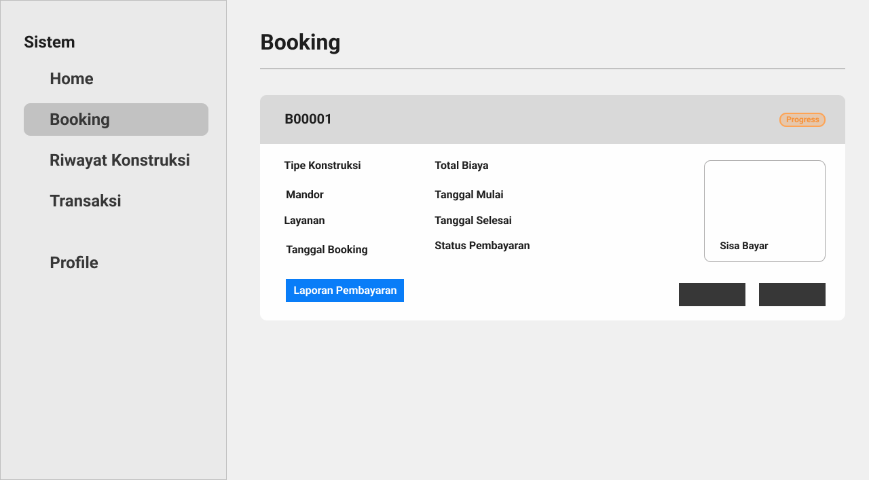 Sistem
Home
Booking
Riwayat Konstruksi
Transaksi
Profile
Booking
B00001
Progress
Tipe Konstruksi
Mandor
Layanan
Tanggal Booking
Total Biaya
Tanggal Mulai
Tanggal Selesai
Status Pembayaran
Sisa Bayar
Laporan Pembayaran